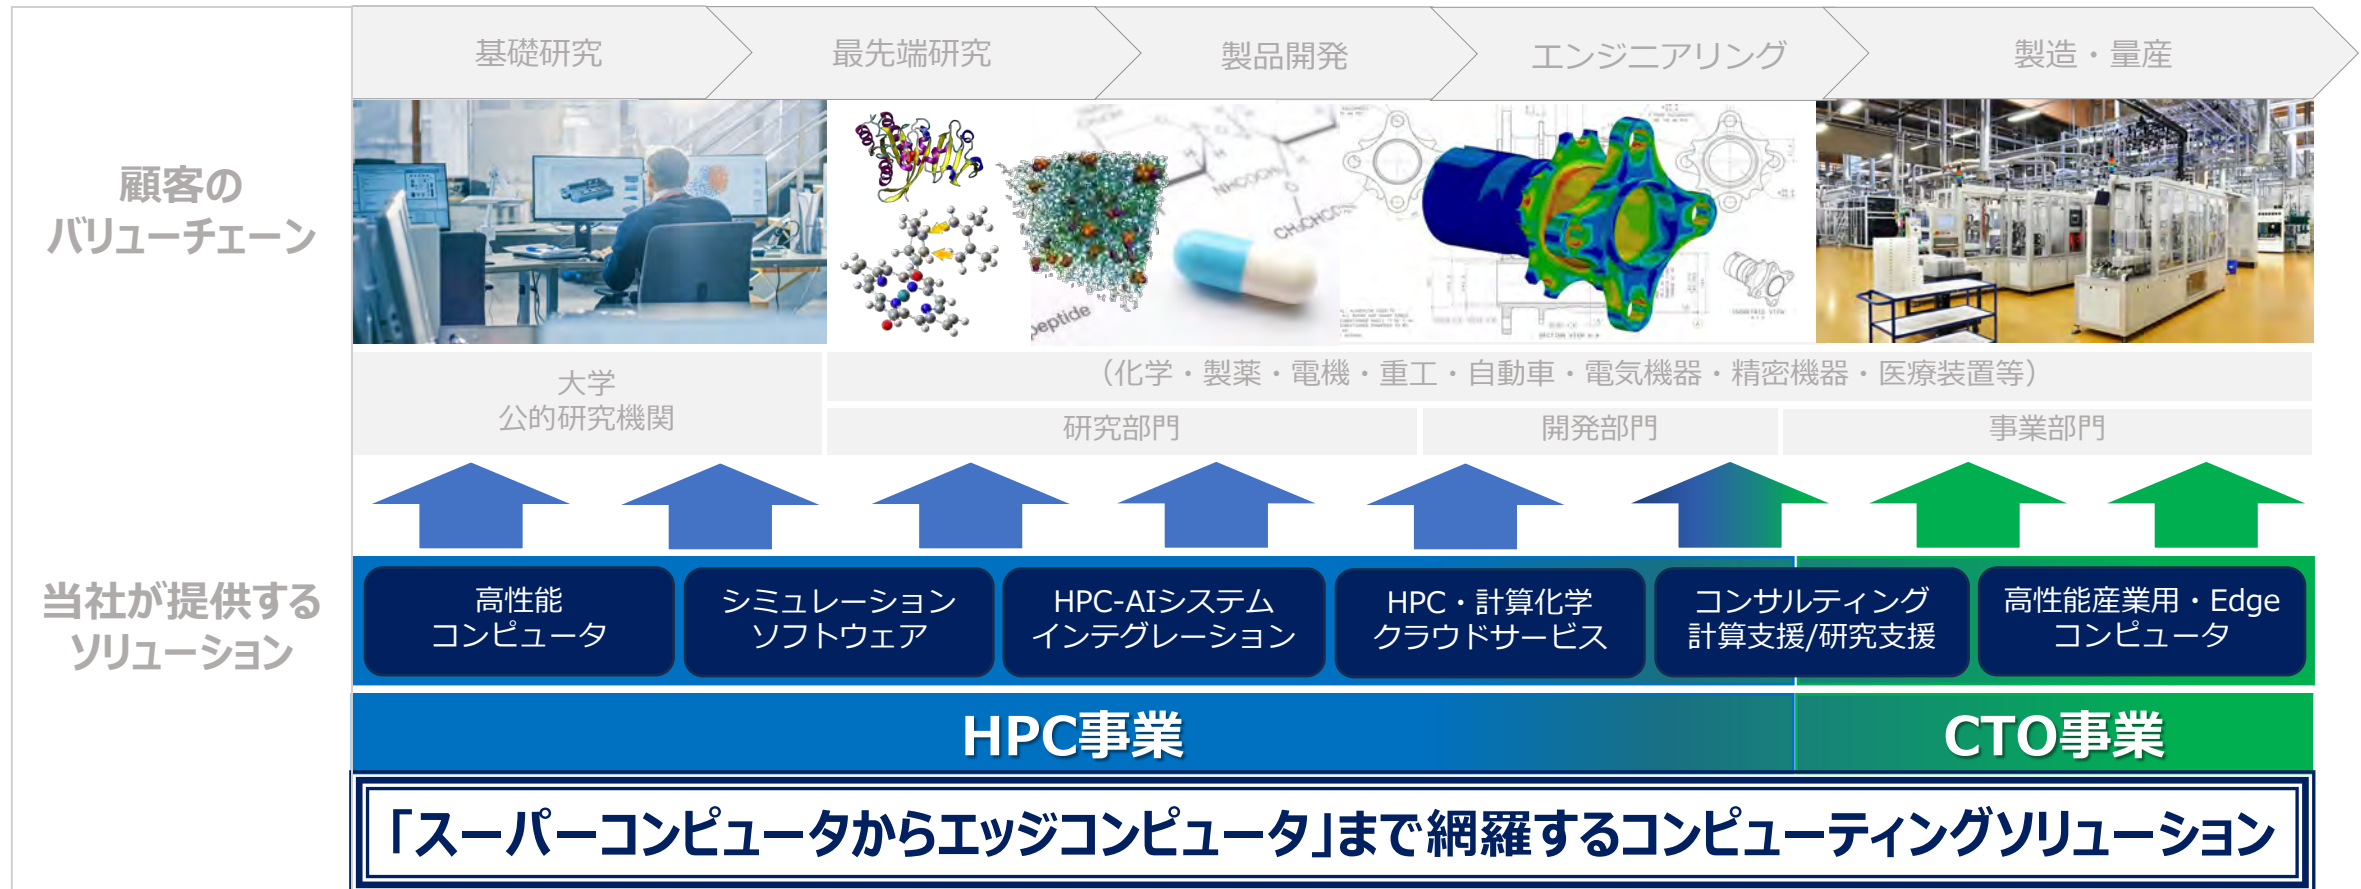 基礎研究
最先端研究
製品開発
エンジニアリング
製造・量産
顧客の
バリューチェーン
NHCOCH₃
CH₃CHCO
peptide
SECTION VIEW A-A
ISOMETRIC VIEW
大学
公的研究機関
（化学・製薬・電機・重工・自動車・電気機器・精密機器・医療装置等）
研究部門
開発部門
事業部門
当社が提供する
ソリューション
高性能
コンピュータ
シミュレーション
ソフトウェア
HPC-AIシステム
インテグレーション
HPC・計算化学
クラウドサービス
コンサルティング
計算支援/研究支援
高性能産業用・Edge
コンピュータ
HPC事業
CTO事業
「スーパーコンピュータからエッジコンピュータ」まで網羅するコンピューティングソリューション